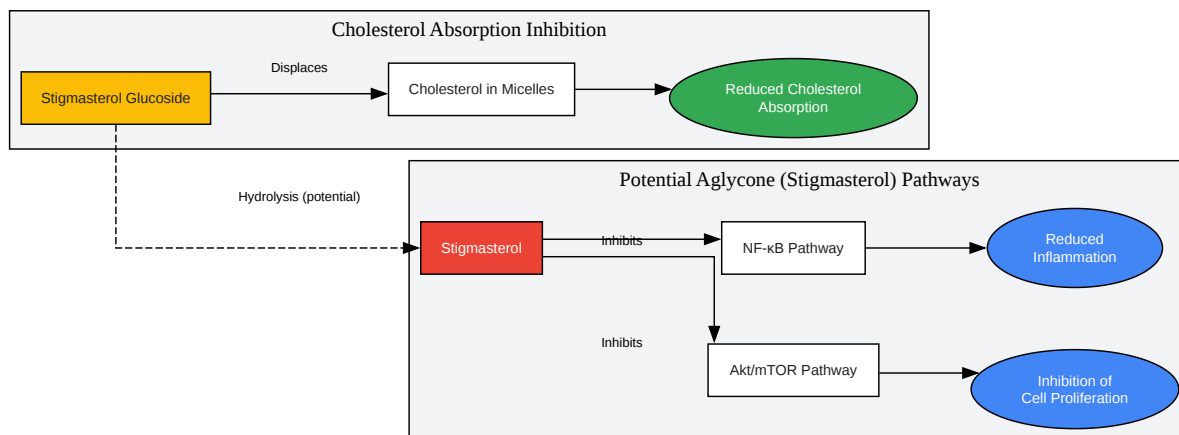 Cholesterol Absorption Inhibition
Displaces
Stigmasterol Glucoside
Cholesterol in Micelles
Reduced Cholesterol
Absorption
Hydrolysis (potential)
Potential Aglycone (Stigmasterol) Pathways
Stigmasterol
Inhibits
NF-κB Pathway
Reduced
Inflammation
Inhibits
Akt/mTOR Pathway
Inhibition of
Cell Proliferation